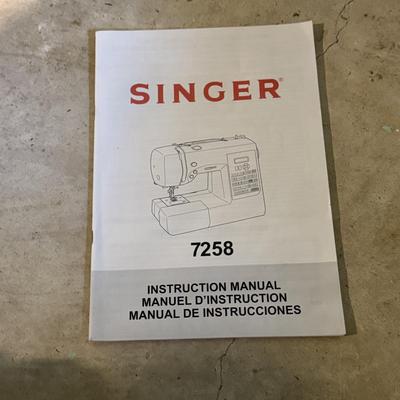 SINGER®
7258
INSTRUCTION MANUAL
MANUEL D'INSTRUCTION
MANUAL DE INSTRUCCIONES